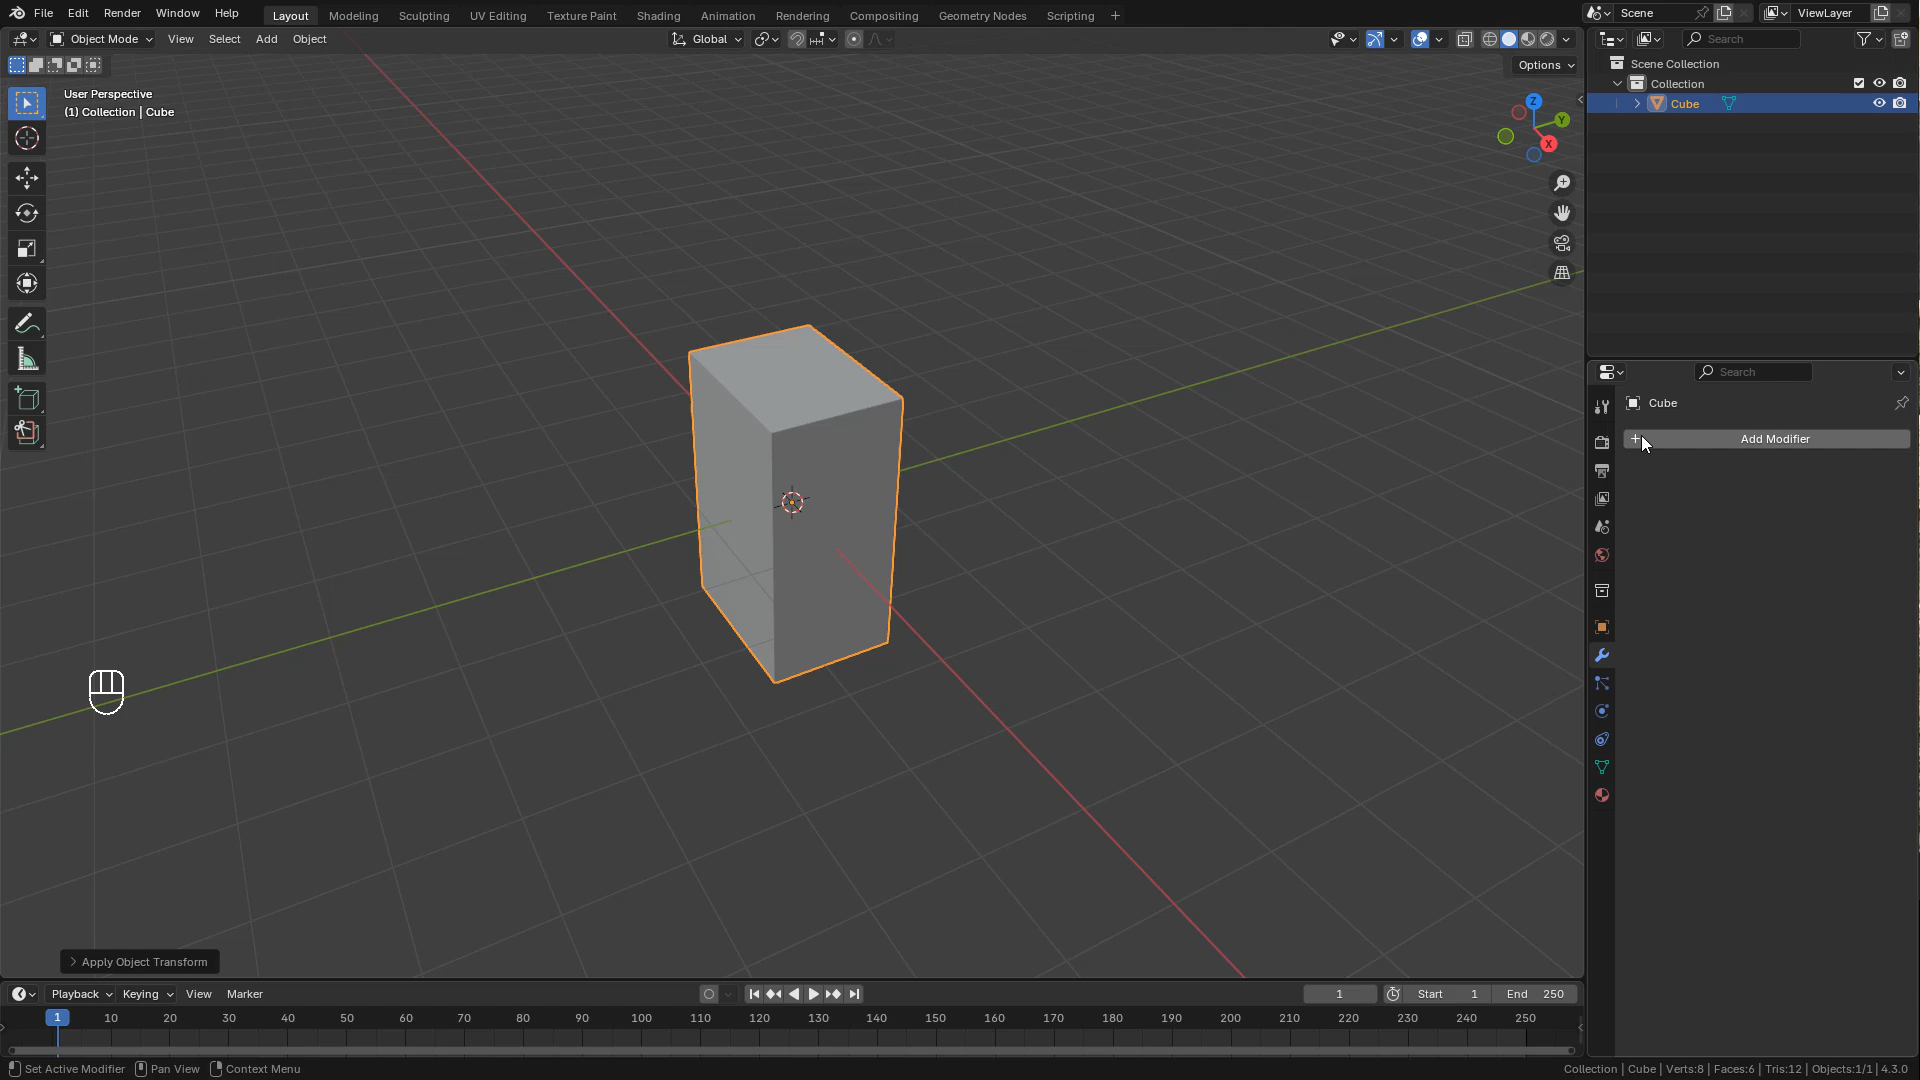 File Edit Render Window Help Layout Modeling Sculpting UV Editing Texture Paint Shading Animation Rendering Compositing Geometry Nodes Scripting + Scene ViewLayer
Object Mode View Select Add Object Global Search
Options
User Perspective
(1) Collection | Cube
Z
Y
X
Scene Collection
Collection
Cube
Search
Cube
+ Add Modifier
> Apply Object Transform
Playback Keying View Marker 1 Start 1 End 250
1 10 20 30 40 50 60 70 80 90 100 110 120 130 140 150 160 170 180 190 200 210 220 230 240 250
Set Active Modifier Pan View Context Menu Collection | Cube | Verts:8 | Faces:6 | Tris:12 | Objects:1/1 | 4.3.0